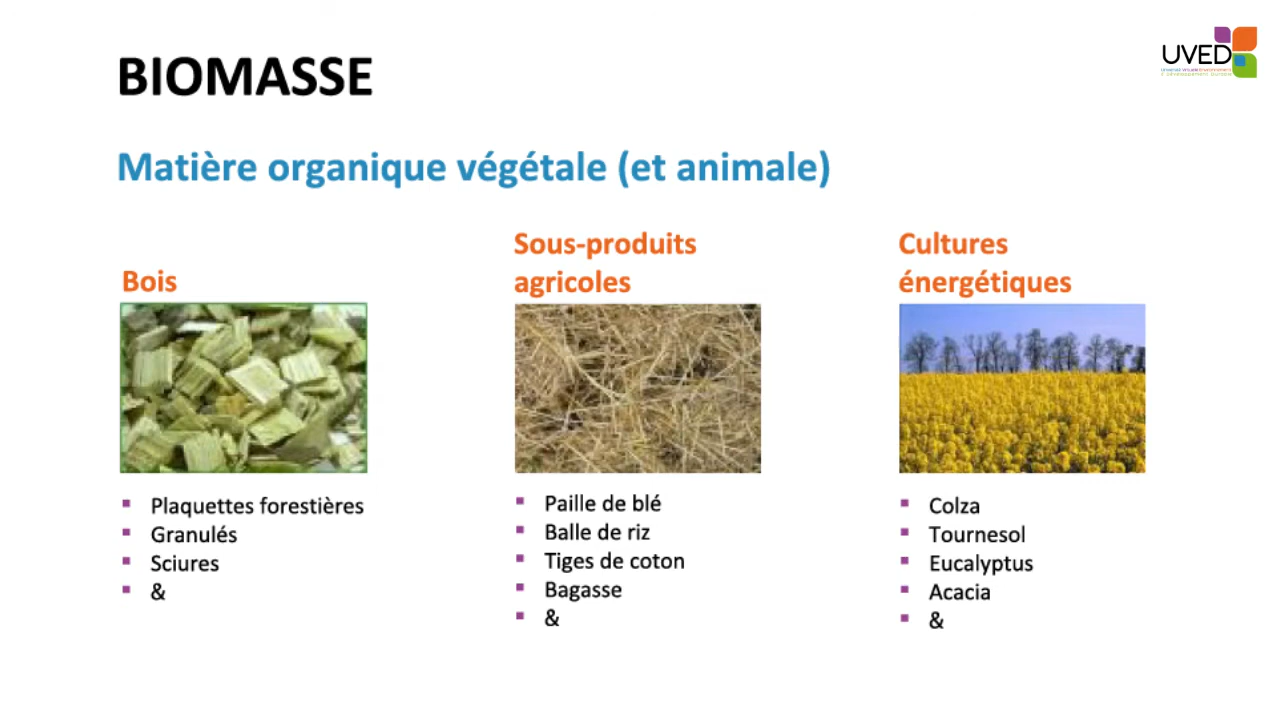 BIOMASSE
UVED
Matière organique végétale (et animale)
Bois
Plaquettes forestières
Granulés
Sciures
&
Sous-produits
agricoles
Paille de blé
Balle de riz
Tiges de coton
Bagasse
&
Cultures
énergétiques
Colza
Tournesol
Eucalyptus
Acacia
&